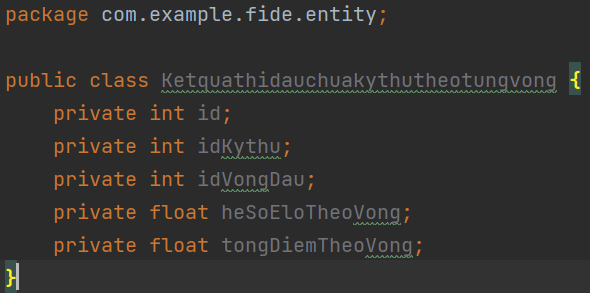 package com.example.fide.entity;
public class Ketquathidauchuakythutheotungvong {
private int id;
private int idKythu;
private int idVongDau;
private float heSoEloTheoVong;
private float tongDiemTheoVong;
}